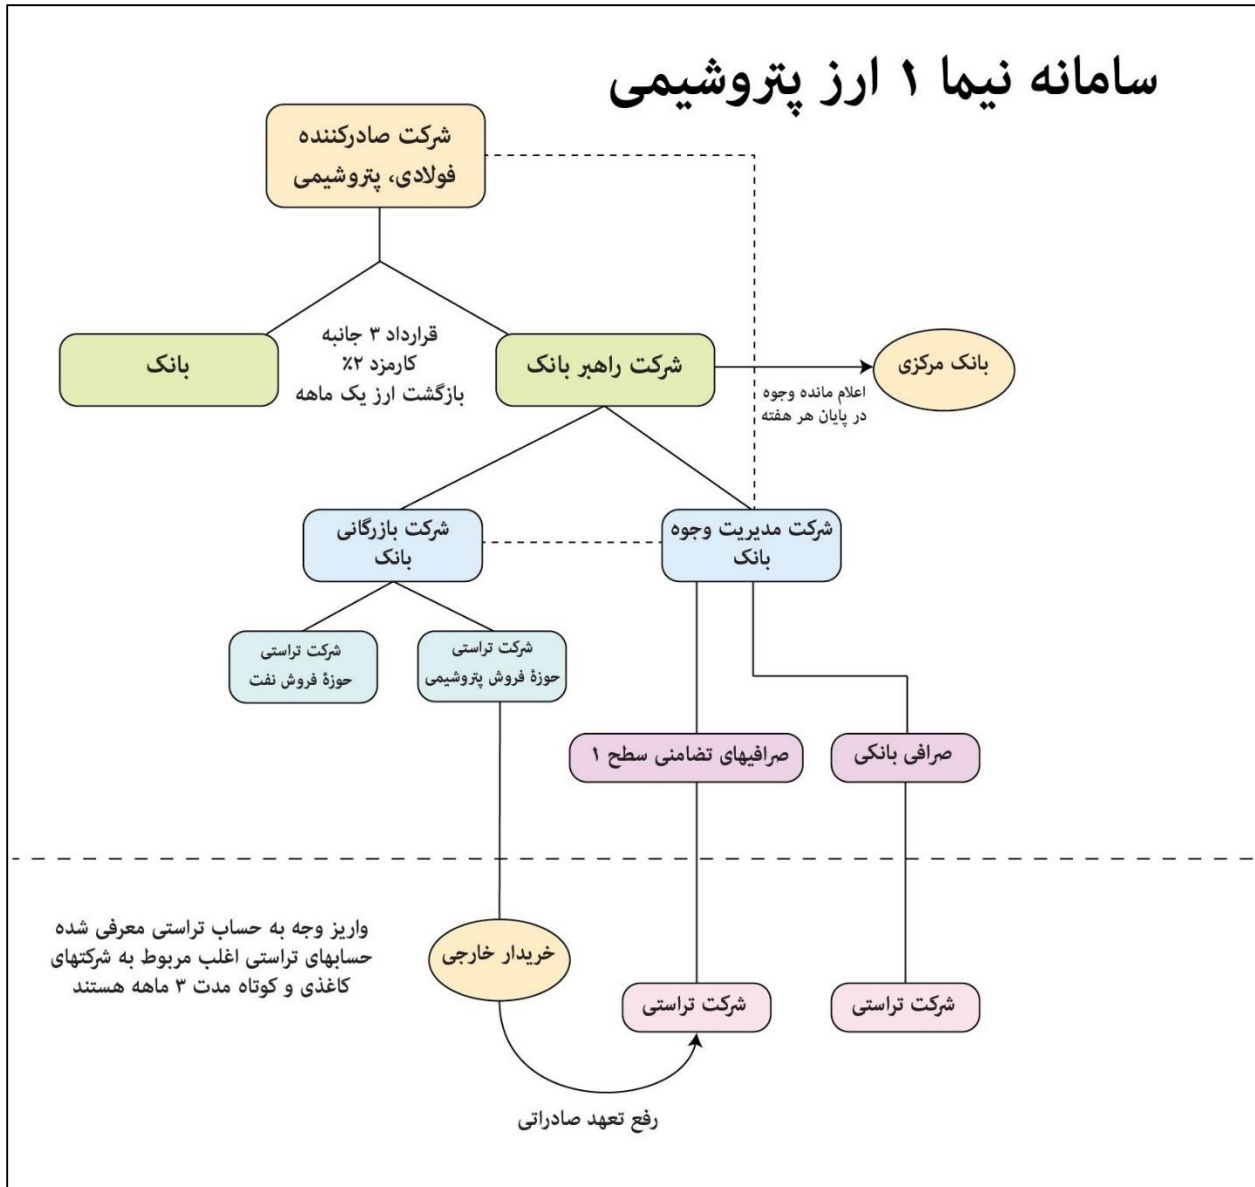 سامانه نیما ۱ ارز پتروشیمی
شرکت صادرکننده
فولادی، پتروشیمی
قرارداد ۳ جانبه
کارمزد ۲٪
بازگشت ارز یک ماهه
بانک
شرکت راهبر بانک
بانک مرکزی
اعلام مانده وجوه
در پایان هر هفته
شرکت مدیریت وجوه
بانک
شرکت بازرگانی
بانک
شرکت تراستی
حوزهٔ فروش پتروشیمی
شرکت تراستی
حوزهٔ فروش نفت
صرافی بانکی
صرافیهای تضامنی سطح ۱
واریز وجه به حساب تراستی معرفی شده
حسابهای تراستی اغلب مربوط به شرکتهای
کاغذی و کوتاه مدت ۳ ماهه هستند
خریدار خارجی
شرکت تراستی
شرکت تراستی
رفع تعهد صادراتی